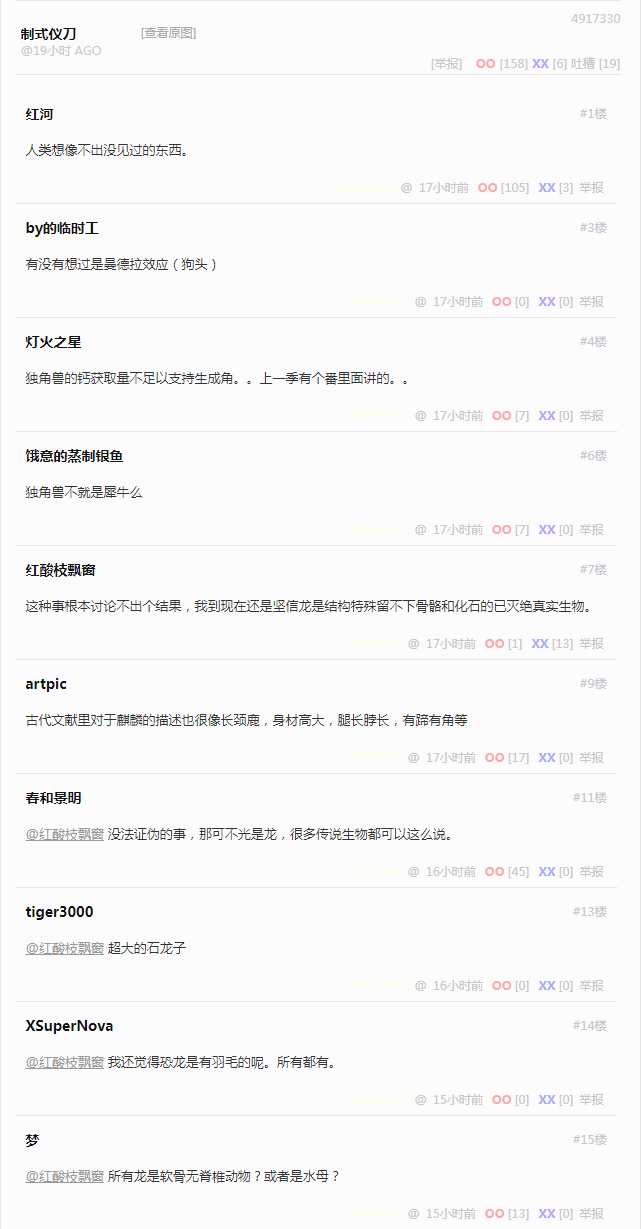 4917330
制式仪刀 [查看原图]
@19小时 AGO
[举报] OO [158] XX [6] 吐槽 [19]
红河 #1楼
人类想像不出没见过的东西。
@ 17小时前 OO [105] XX [3] 举报
by的临时工 #3楼
有没有想过是曼德拉效应（狗头）
@ 17小时前 OO [0] XX [0] 举报
灯火之星 #4楼
独角兽的钙获取量不足以支持生成角。。上一季有个番里面讲的。。
@ 17小时前 OO [7] XX [0] 举报
饿意的蒸制银鱼 #6楼
独角兽不就是犀牛么
@ 17小时前 OO [7] XX [0] 举报
红酸枝飘窗 #7楼
这种事根本讨论不出个结果，我到现在还是坚信龙是结构特殊留不下骨骼和化石的已灭绝真实生物。
@ 17小时前 OO [1] XX [13] 举报
artpic #9楼
古代文献里对于麒麟的描述也很像长颈鹿，身材高大，腿长脖长，有蹄有角等
@ 17小时前 OO [17] XX [0] 举报
春和景明 #11楼
@红酸枝飘窗 没法证伪的事，那可不光是龙，很多传说生物都可以这么说。
@ 16小时前 OO [45] XX [0] 举报
tiger3000 #13楼
@红酸枝飘窗 超大的石龙子
@ 16小时前 OO [0] XX [0] 举报
XSuperNova #14楼
@红酸枝飘窗 我还觉得恐龙是有羽毛的呢。所有都有。
@ 15小时前 OO [0] XX [0] 举报
梦 #15楼
@红酸枝飘窗 所有龙是软骨无脊椎动物？或者是水母？
@ 15小时前 OO [13] XX [0] 举报